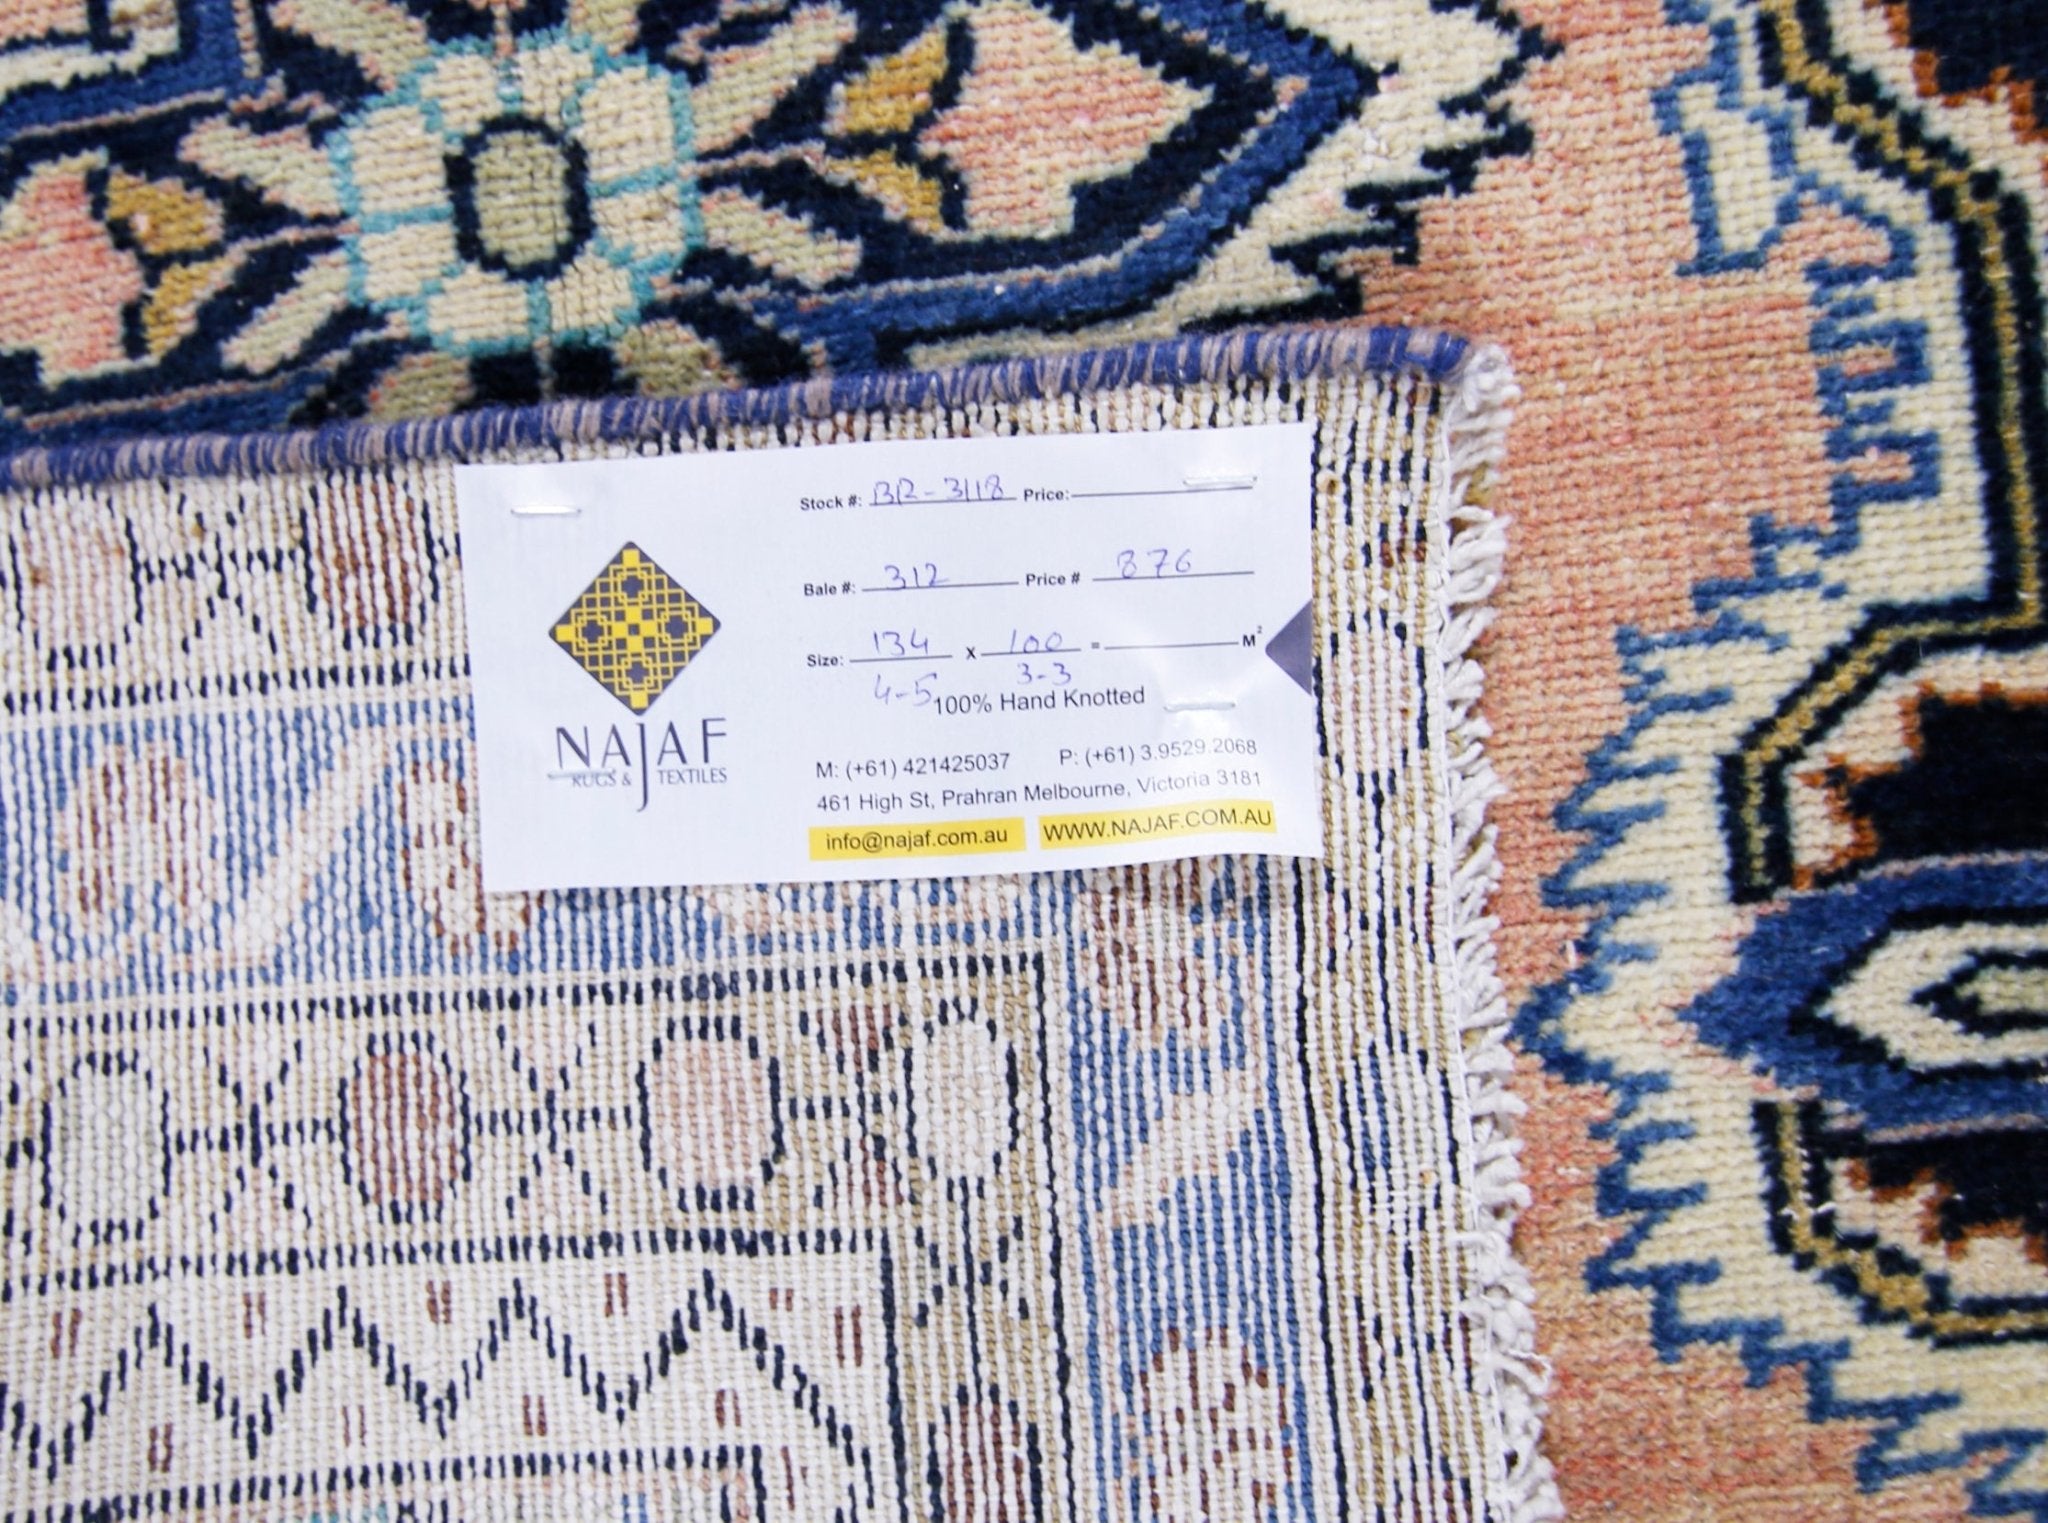 Stock #: BR-3118 Price:
Bale #: 312 Price # 876
Size: 134 x 100 = M²
4-5 3-3
100% Hand Knotted
NAJAF
RUGS & TEXTILES
M: (+61) 421425037 P: (+61) 3.9529.2068
461 High St, Prahran Melbourne, Victoria 3181
info@najaf.com.au WWW.NAJAF.COM.AU